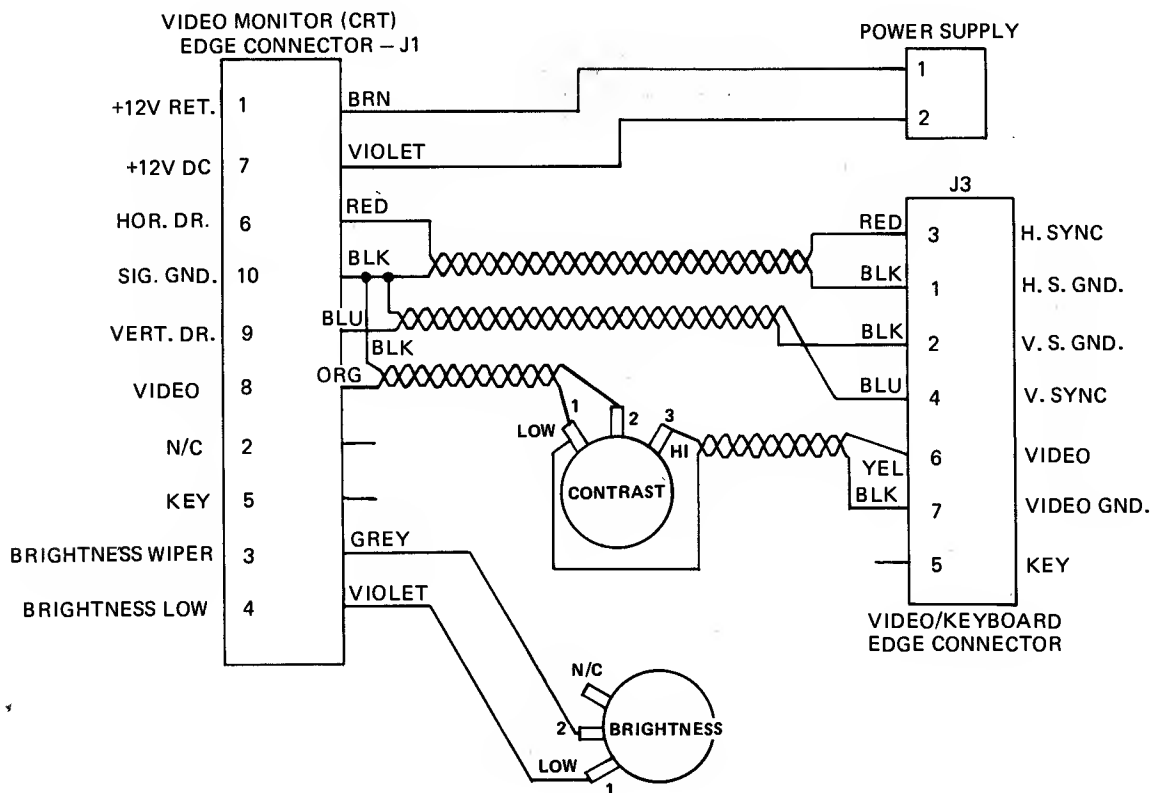 VIDEO MONITOR (CRT)
EDGE CONNECTOR – J1
POWER SUPPLY
+12V RET. 1 BRN
1
2
+12V DC 7 VIOLET
J3
HOR. DR. 6 RED
RED 3 H. SYNC
SIG. GND. 10 BLK
BLK 1 H. S. GND.
VERT. DR. 9 BLU
BLK 2 V. S. GND.
BLK
VIDEO 8 ORG
BLU 4 V. SYNC
1 2 3
LOW HI
N/C 2
YEL 6 VIDEO
KEY 5
CONTRAST
BLK 7 VIDEO GND.
BRIGHTNESS WIPER 3 GREY
5 KEY
BRIGHTNESS LOW 4 VIOLET
VIDEO/KEYBOARD
EDGE CONNECTOR
N/C
2 BRIGHTNESS
LOW
1